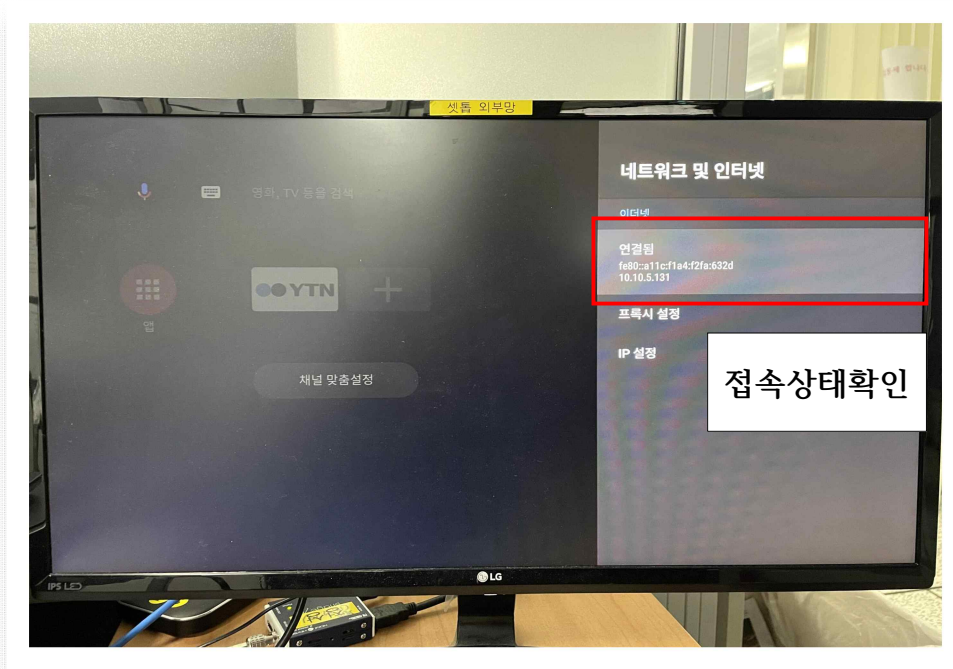 셋톱 외부망
네트워크 및 인터넷
영화, TV 등을 검색
이더넷
연결됨
fe80::a11c:f1a4:f2fa:632d
10.10.5.131
YTN
프록시 설정
앱
IP 설정
채널 맞춤설정
접속상태확인
IPS LED
LG